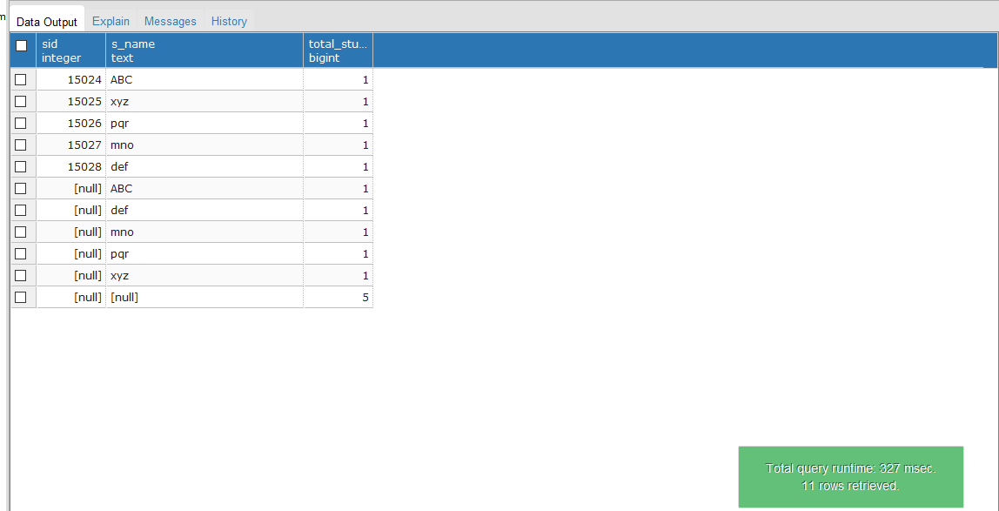 m
Data Output Explain Messages History
sid s_name total_stu...
integer text bigint
15024 ABC 1
15025 xyz 1
15026 pqr 1
15027 mno 1
15028 def 1
[null] ABC 1
[null] def 1
[null] mno 1
[null] pqr 1
[null] xyz 1
[null] [null] 5
Total query runtime: 327 msec.
11 rows retrieved.